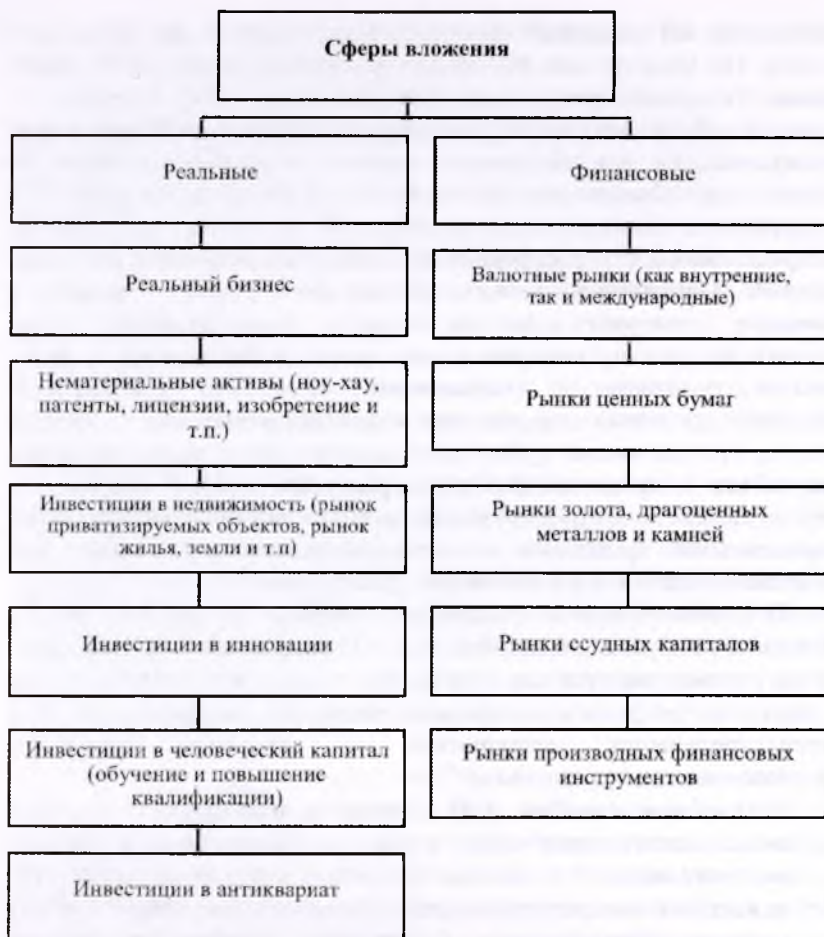 Сферы вложения
Реальные
Финансовые
Реальный бизнес
Валютные рынки (как внутренние,
так и международные)
Нематериальные активы (ноу-хау,
патенты, лицензии, изобретение и
т.п.)
Рынки ценных бумаг
Инвестиции в недвижимость (рынок
приватизируемых объектов, рынок
жилья, земли и т.п)
Рынки золота, драгоценных
металлов и камней
Инвестиции в инновации
Рынки ссудных капиталов
Инвестиции в человеческий капитал
(обучение и повышение
квалификации)
Рынки производных финансовых
инструментов
Инвестиции в антиквариат